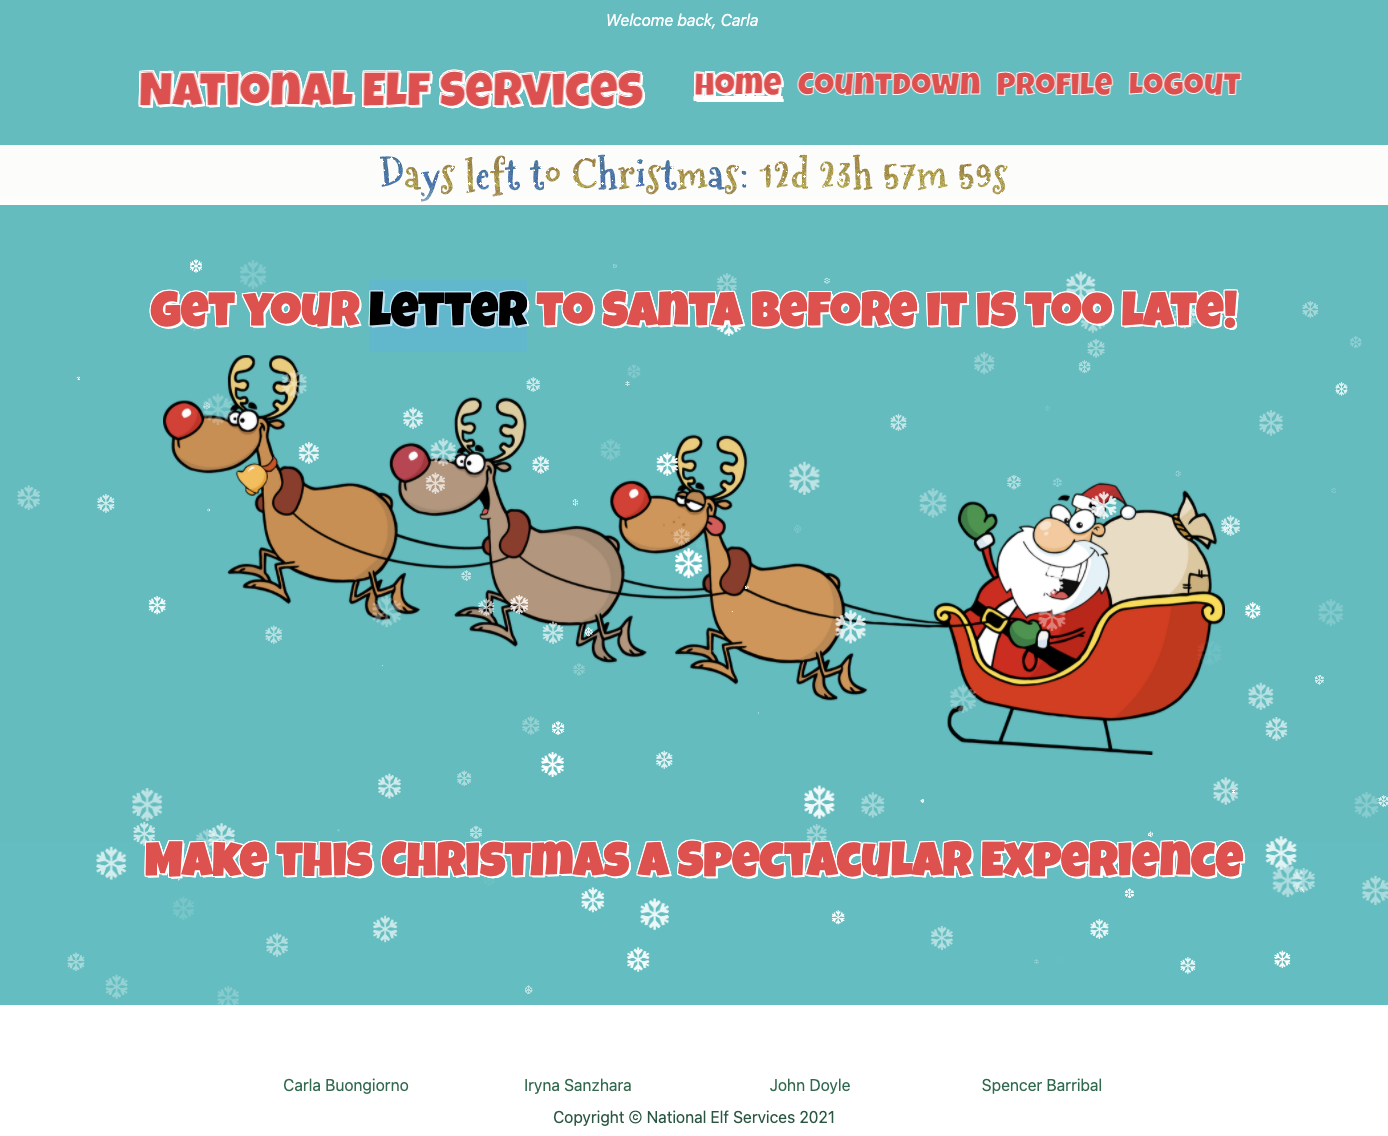 Welcome back, Carla
National Elf Services
Home Countdown Profile Logout
Days left to Christmas: 12d 23h 57m 59s
Get your letter to Santa before it is too late!
Make this Christmas a spectacular experience
Carla Buongiorno Iryna Sanzhara John Doyle Spencer Barribal
Copyright © National Elf Services 2021